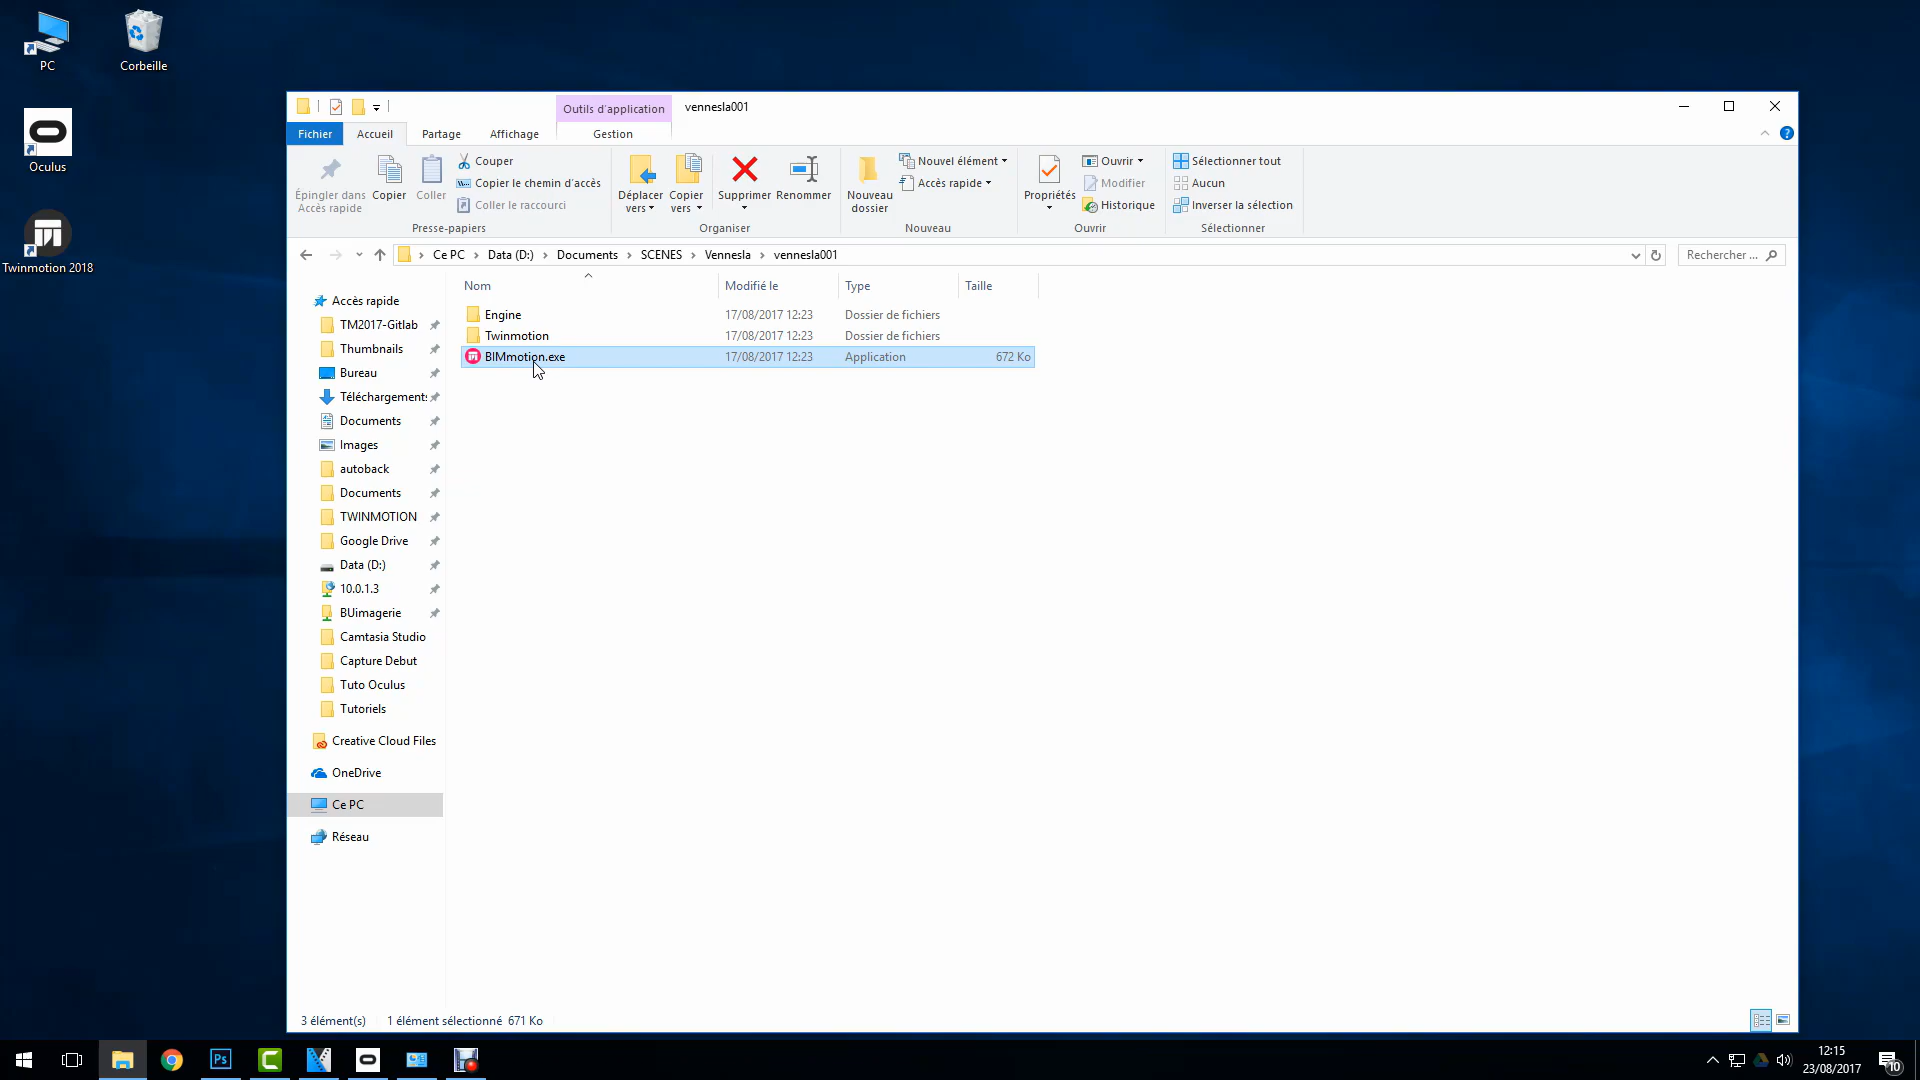 PC
Corbeille
Oculus
Twinmotion 2018
Outils d'application
vennesla001
Fichier
Accueil
Partage
Affichage
Gestion
Épingler dans
Accès rapide
Copier
Coller
Couper
Copier le chemin d'accès
Coller le raccourci
Presse-papiers
Déplacer
vers
Copier
vers
Supprimer
Renommer
Organiser
Nouveau
dossier
Nouvel élément
Accès rapide
Nouveau
Propriétés
Ouvrir
Modifier
Historique
Ouvrir
Sélectionner tout
Aucun
Inverser la sélection
Sélectionner
Ce PC > Data (D:) > Documents > SCENES > Vennesla > vennesla001
Rechercher ...
Nom Modifié le Type Taille
Engine 17/08/2017 12:23 Dossier de fichiers
Twinmotion 17/08/2017 12:23 Dossier de fichiers
BIMmotion.exe 17/08/2017 12:23 Application 672 Ko
Accès rapide
TM2017-Gitlab
Thumbnails
Bureau
Téléchargements
Documents
Images
autoback
Documents
TWINMOTION
Google Drive
Data (D:)
10.0.1.3
BUimagerie
Camtasia Studio
Capture Debut
Tuto Oculus
Tutoriels
Creative Cloud Files
OneDrive
Ce PC
Réseau
3 élément(s) 1 élément sélectionné 671 Ko
Ps
12:15
23/08/2017
10